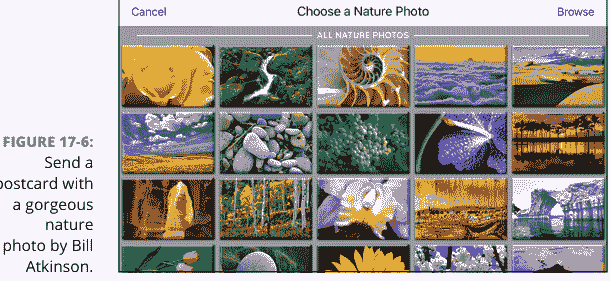 Cancel
Choose a Nature Photo
Browse
ALL NATURE PHOTOS
FIGURE 17-6:
Send a
postcard with
a gorgeous
nature
photo by Bill
Atkinson.